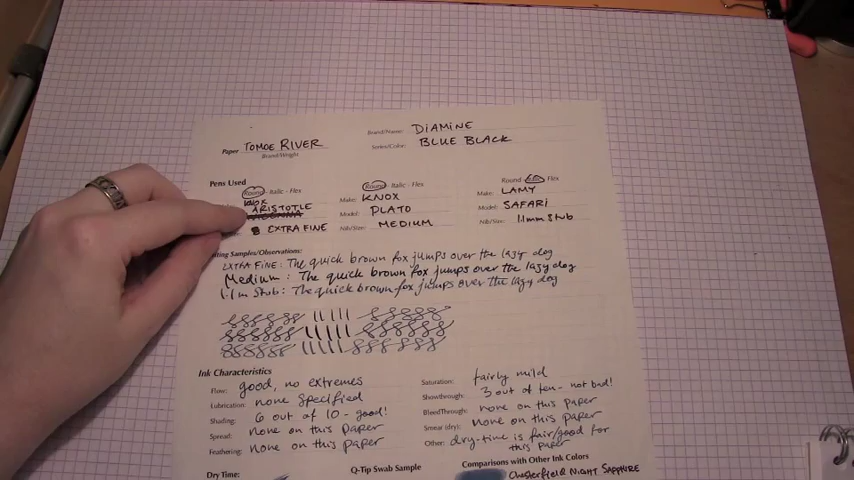 Paper TOMOE RIVER Brand/Name: DIAMINE
Brand/Weight Series/Color: BLUE BLACK
Pens Used
Round - Italic - Flex Round - Italic - Flex Round - Italic - Flex
KNOX Make: KNOX Make: LAMY
ARISTOTLE Model: PLATO Model: SAFARI
EXTRA FINE Nib/Size: MEDIUM Nib/Size: 1.1mm Stub
Writing Samples/Observations:
EXTRA FINE: The quick brown fox jumps over the lazy dog
Medium: The quick brown fox jumps over the lazy dog
1.1m Stub: The quick brown fox jumps over the lazy dog
Ink Characteristics
Flow: good, no extremes Saturation: fairly mild
Lubrication: none specified Showthrough: 3 out of ten - not bad!
Shading: 6 out of 10 - good! BleedThrough: none on this paper
Spread: none on this paper Smear (dry): none on this paper
Feathering: none on this paper Other: dry-time is fair/good for
this paper
Dry Time: Q-Tip Swab Sample Comparisons with Other Ink Colors
Chesterfield NIGHT SAPPHIRE